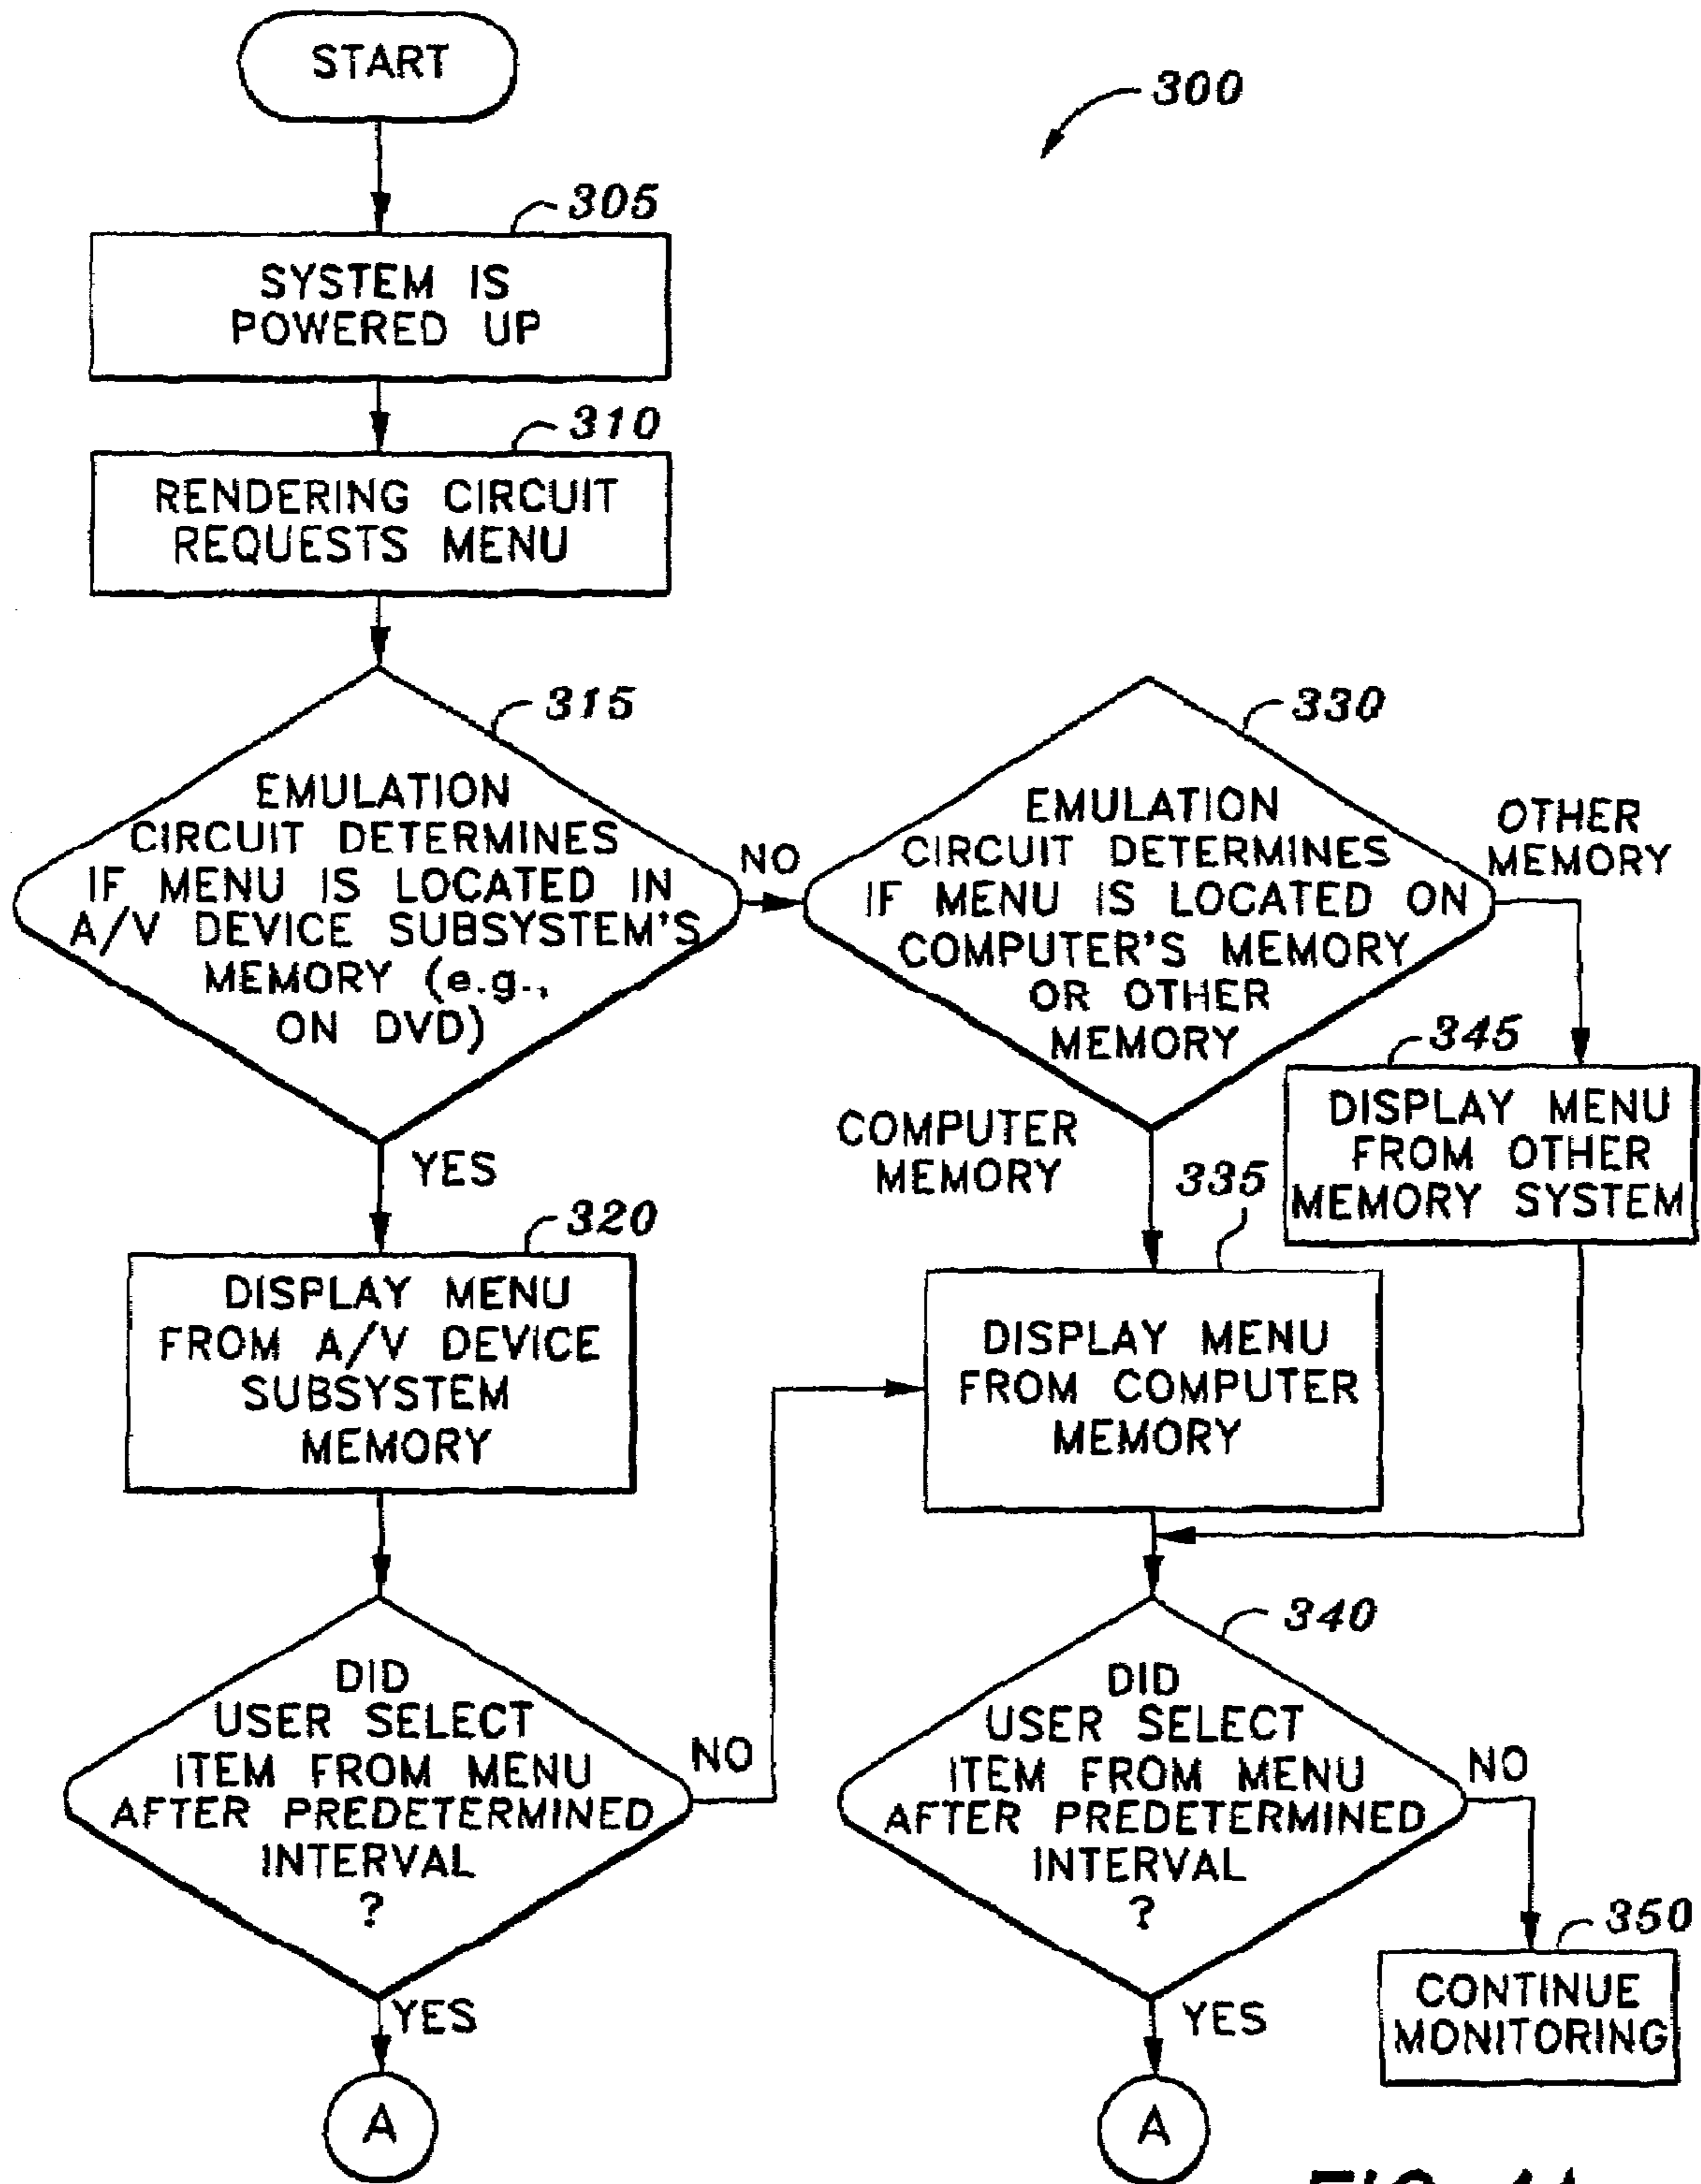 START
300
305
SYSTEM IS
POWERED UP
310
RENDERING CIRCUIT
REQUESTS MENU
315
EMULATION
CIRCUIT DETERMINES
IF MENU IS LOCATED IN
A/V DEVICE SUBSYSTEM'S
MEMORY (e.g.,
ON DVD)
NO
330
EMULATION
CIRCUIT DETERMINES
IF MENU IS LOCATED ON
COMPUTER'S MEMORY
OR OTHER
MEMORY
OTHER
MEMORY
345
DISPLAY MENU
FROM OTHER
MEMORY SYSTEM
COMPUTER
MEMORY
335
YES
320
DISPLAY MENU
FROM A/V DEVICE
SUBSYSTEM
MEMORY
DISPLAY MENU
FROM COMPUTER
MEMORY
DID
USER SELECT
ITEM FROM MENU
AFTER PREDETERMINED
INTERVAL
?
NO
YES
A
340
DID
USER SELECT
ITEM FROM MENU
AFTER PREDETERMINED
INTERVAL
?
NO
350
CONTINUE
MONITORING
YES
A